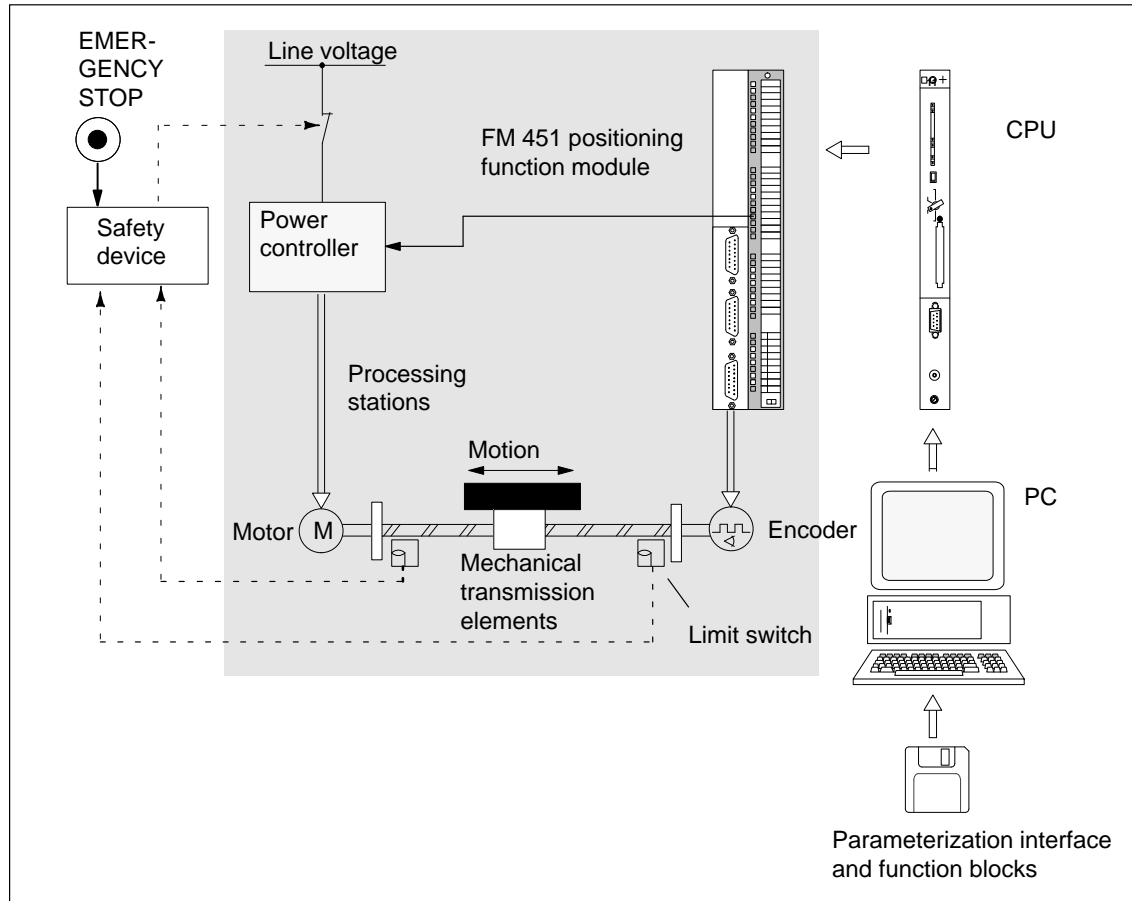 EMER-
GENCY
STOP
Line voltage
FM 451 positioning
function module
CPU
Safety
device
Power
controller
Processing
stations
Motion
PC
Motor
M
Encoder
Mechanical
transmission
elements
Limit switch
Parameterization interface
and function blocks